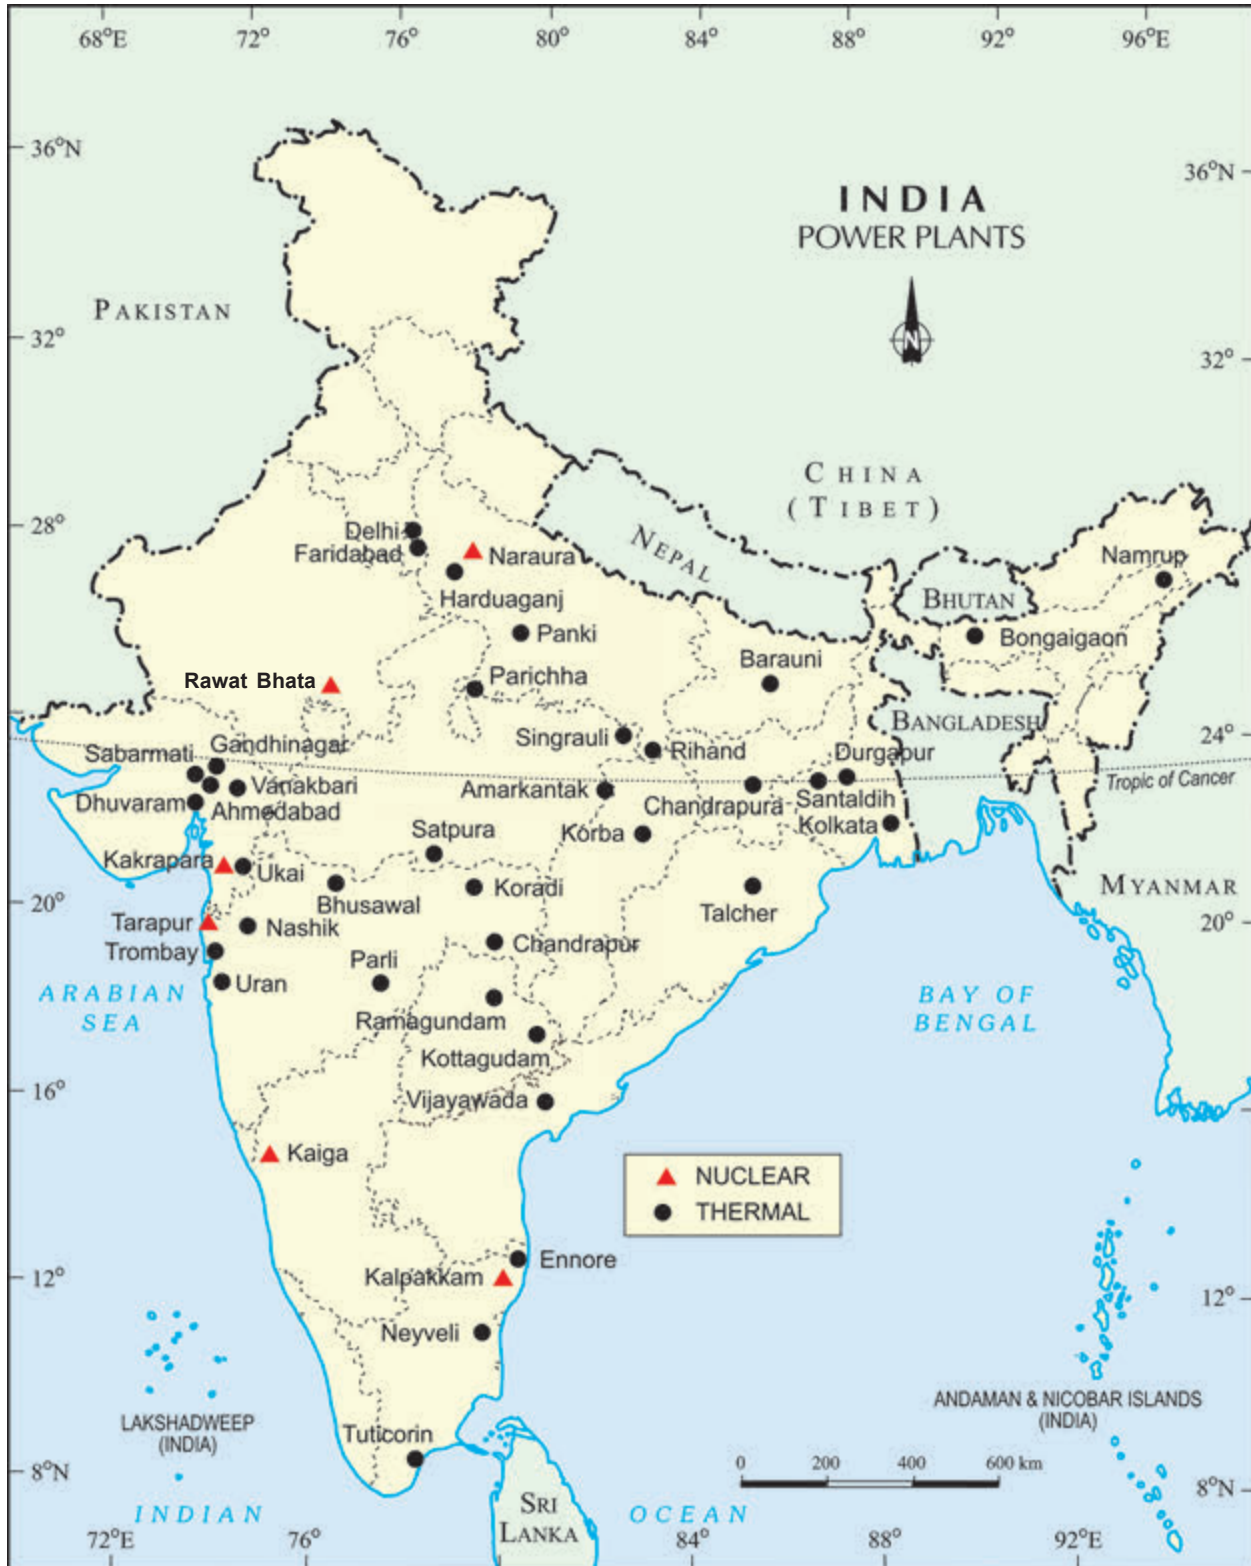 68°E 72° 76° 80° 84° 88° 92° 96°E
36°N
36°N
INDIA
POWER PLANTS
N
PAKISTAN
32°
32°
CHINA
(TIBET)
NEPAL
28°
Delhi
Faridabad
Naraura
Harduaganj
Namrup
BHUTAN
Panki
Bongaigaon
Barauni
Rawat Bhata
Parichha
BANGLADESH
24°
Singrauli
Rihand
Durgapur
Sabarmati
Gandhinagar
Tropic of Cancer
Vanakbari
Amarkantak
Dhuvaram
Ahmedabad
Chandrapura
Santaldih
Kolkata
Satpura
Korba
Kakrapara
Ukai
Bhusawal
Koradi
MYANMAR
20°
20°
Talcher
Tarapur
Nashik
Trombay
Chandrapur
Parli
Uran
ARABIAN
SEA
BAY OF
BENGAL
Ramagundam
Kottagudam
16°
Vijayawada
Kaiga
NUCLEAR
THERMAL
Ennore
Kalpakkam
12°
12°
Neyveli
LAKSHADWEEP
(INDIA)
ANDAMAN & NICOBAR ISLANDS
(INDIA)
Tuticorin
0 200 400 600 km
8°N
8°N
INDIAN
OCEAN
SRI
LANKA
72°E 76° 84° 88° 92°E